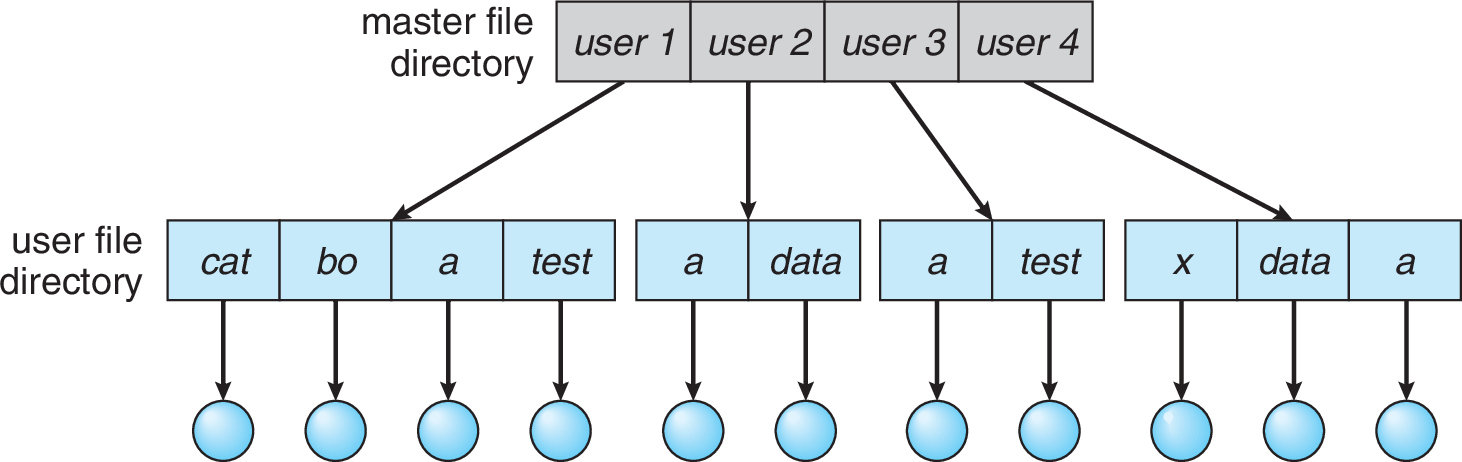 master file
directory
user 1 user 2 user 3 user 4
user file
directory
cat bo a test a data a test x data a